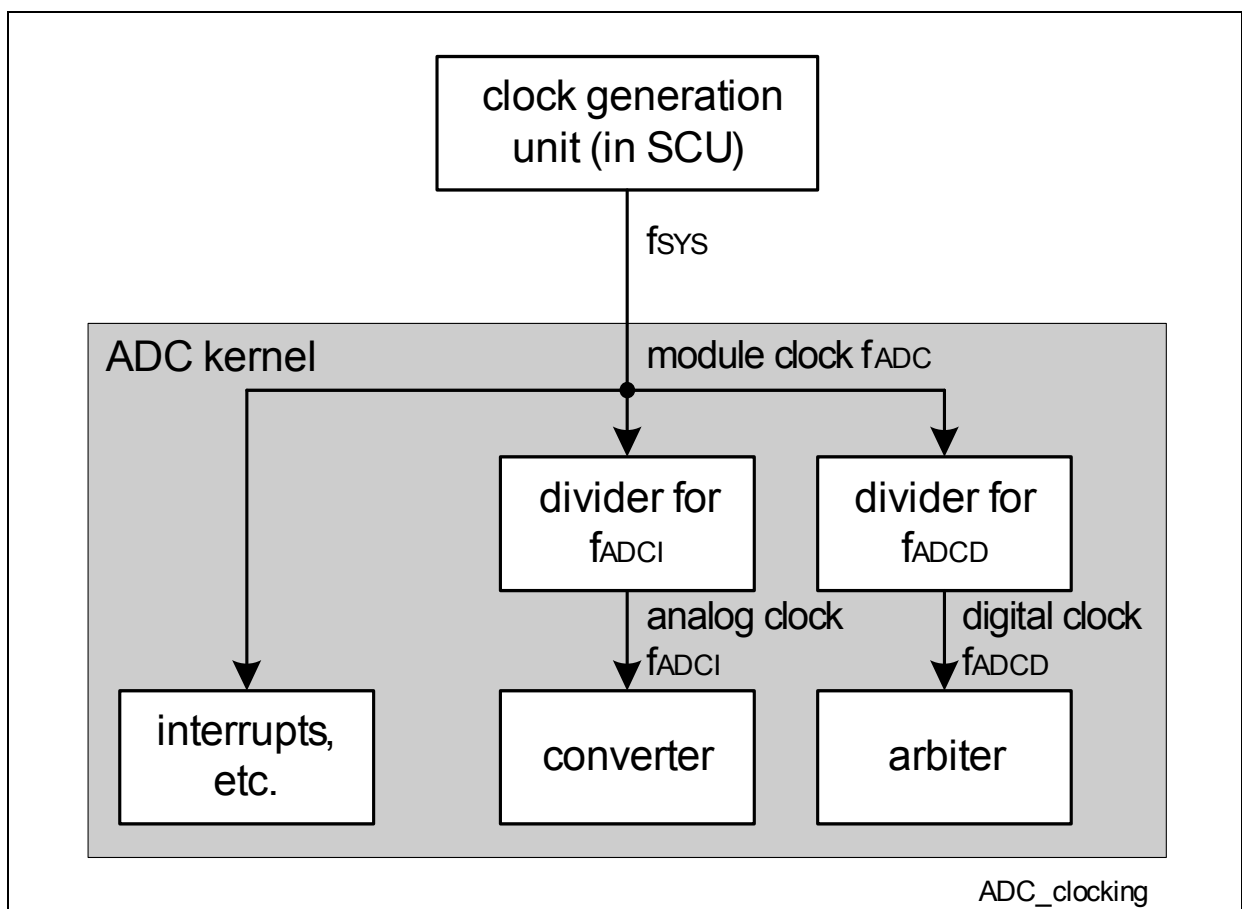 clock generation
unit (in SCU)
fSYS
ADC kernel
module clock fADC
divider for
fADCI
divider for
fADCD
analog clock
fADCI
digital clock
fADCD
interrupts,
etc.
converter
arbiter
ADC_clocking